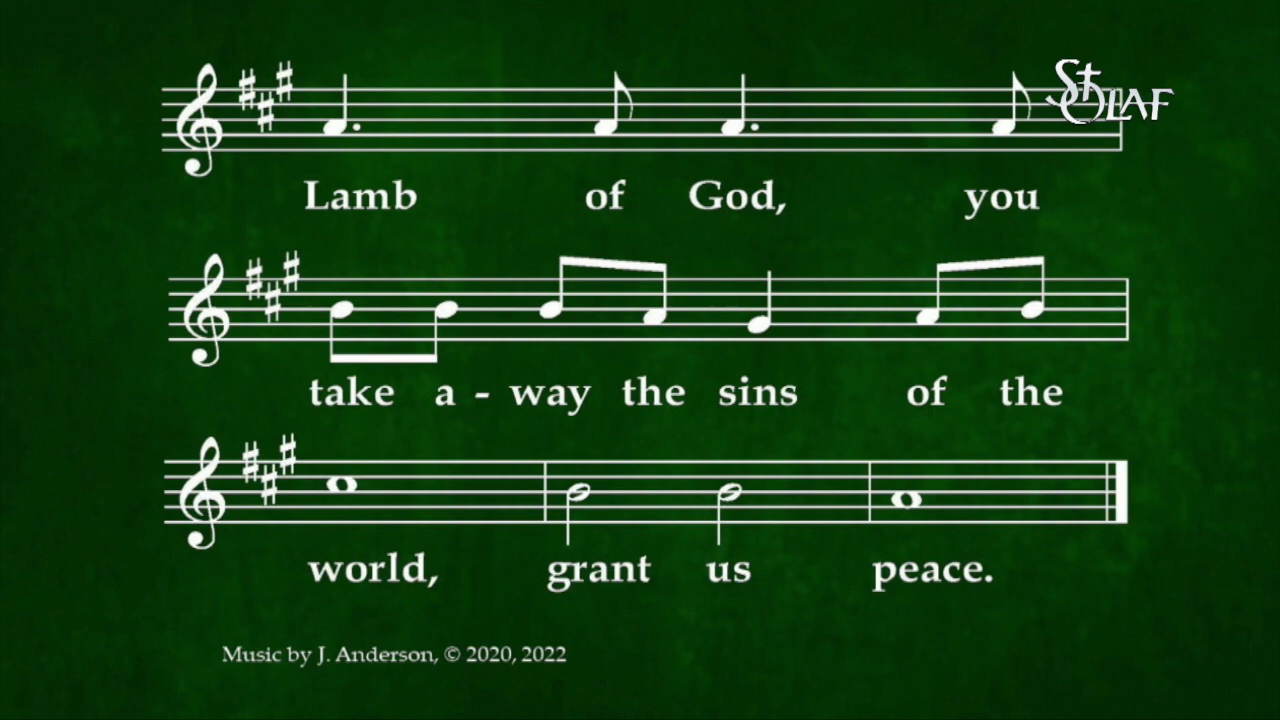 St OLAF
Lamb of God, you
take a - way the sins of the
world, grant us peace.
Music by J. Anderson, © 2020, 2022